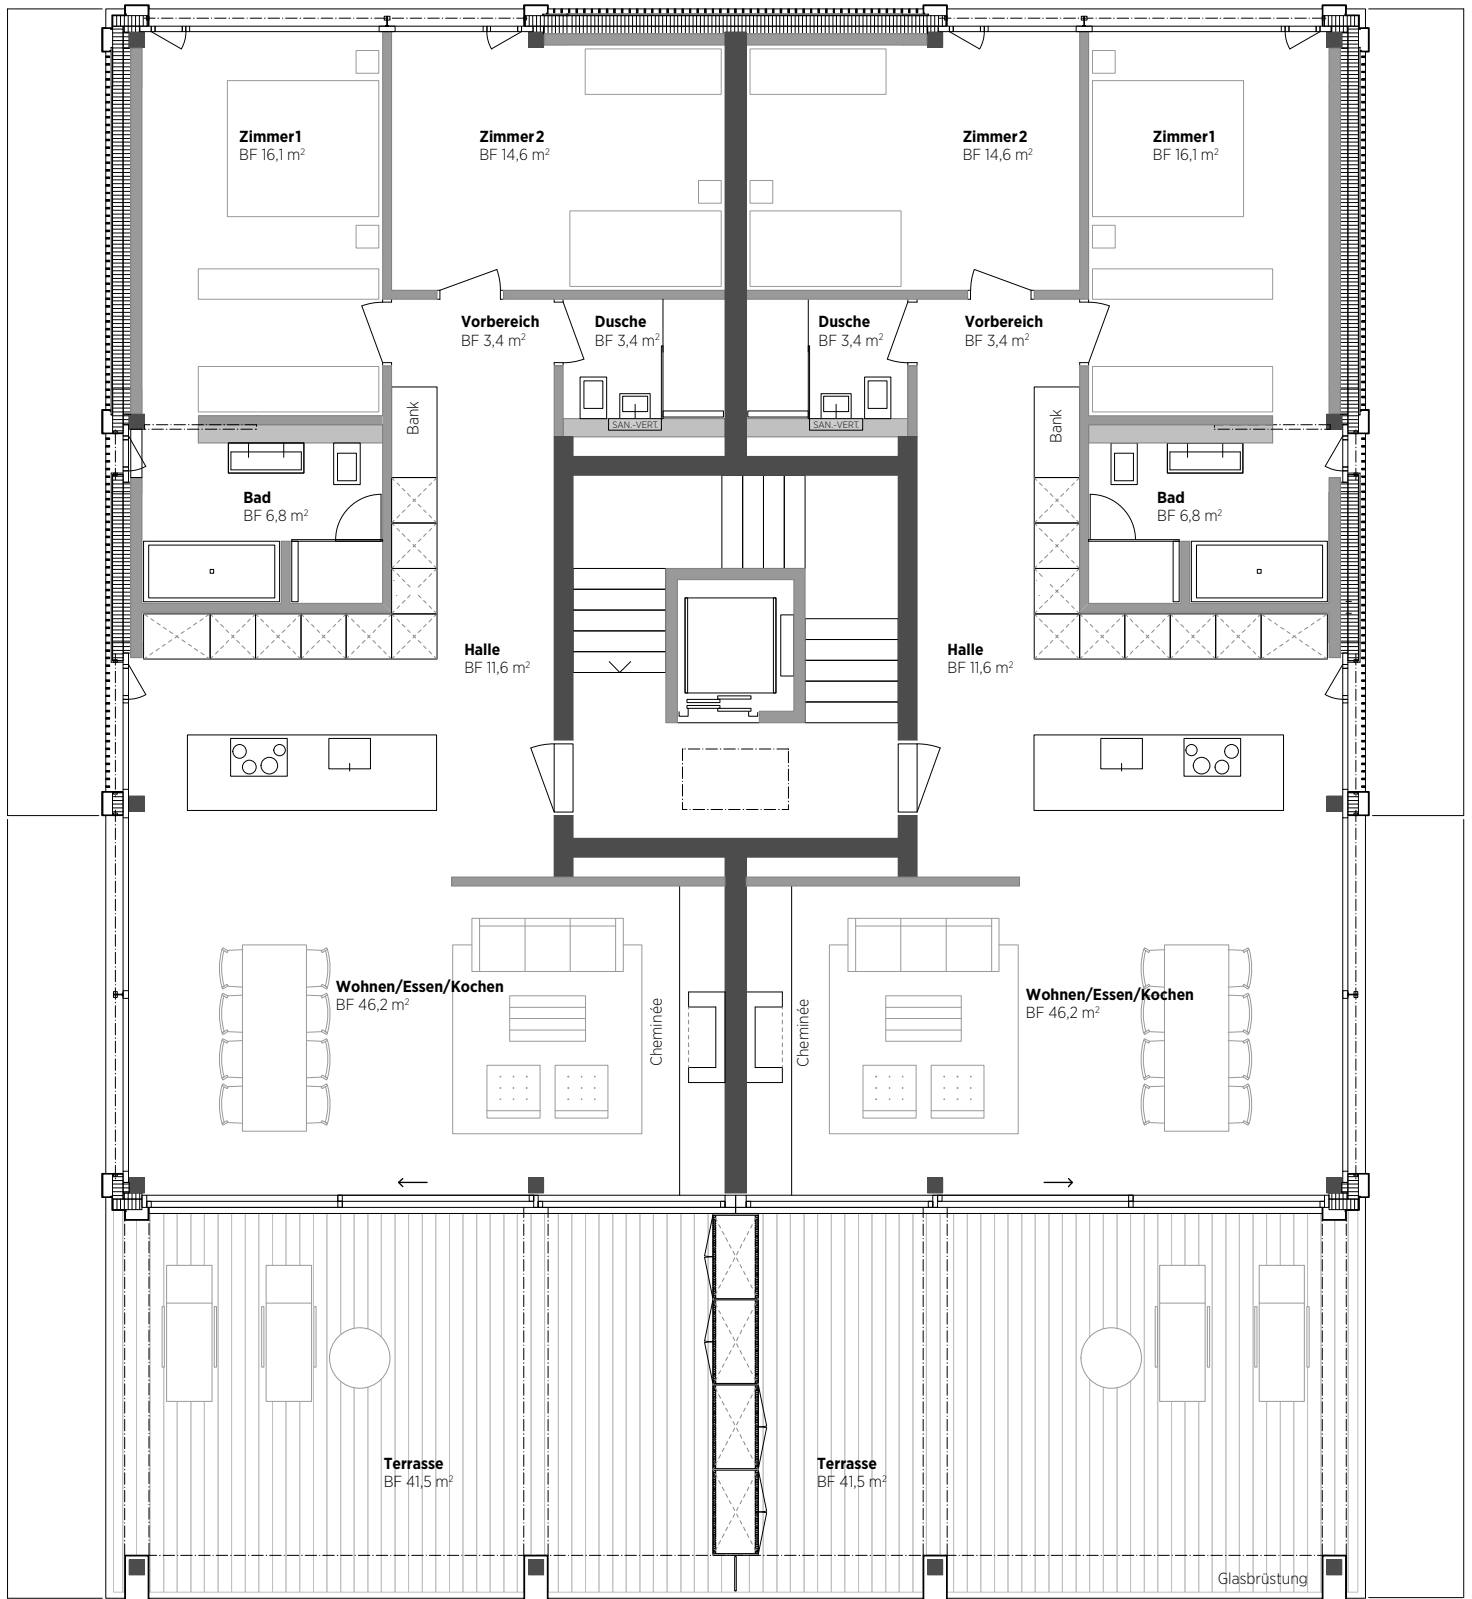 Zimmer1
BF 16,1 m²
Zimmer2
BF 14,6 m²
Zimmer2
BF 14,6 m²
Zimmer1
BF 16,1 m²
Vorbereich
BF 3,4 m²
Dusche
BF 3,4 m²
Dusche
BF 3,4 m²
Vorbereich
BF 3,4 m²
Bank
SAN.-VERT.
SAN.-VERT.
Bank
Bad
BF 6,8 m²
Bad
BF 6,8 m²
Halle
BF 11,6 m²
Halle
BF 11,6 m²
Wohnen/Essen/Kochen
BF 46,2 m²
Cheminée
Cheminée
Wohnen/Essen/Kochen
BF 46,2 m²
Terrasse
BF 41,5 m²
Terrasse
BF 41,5 m²
Glasbrüstung